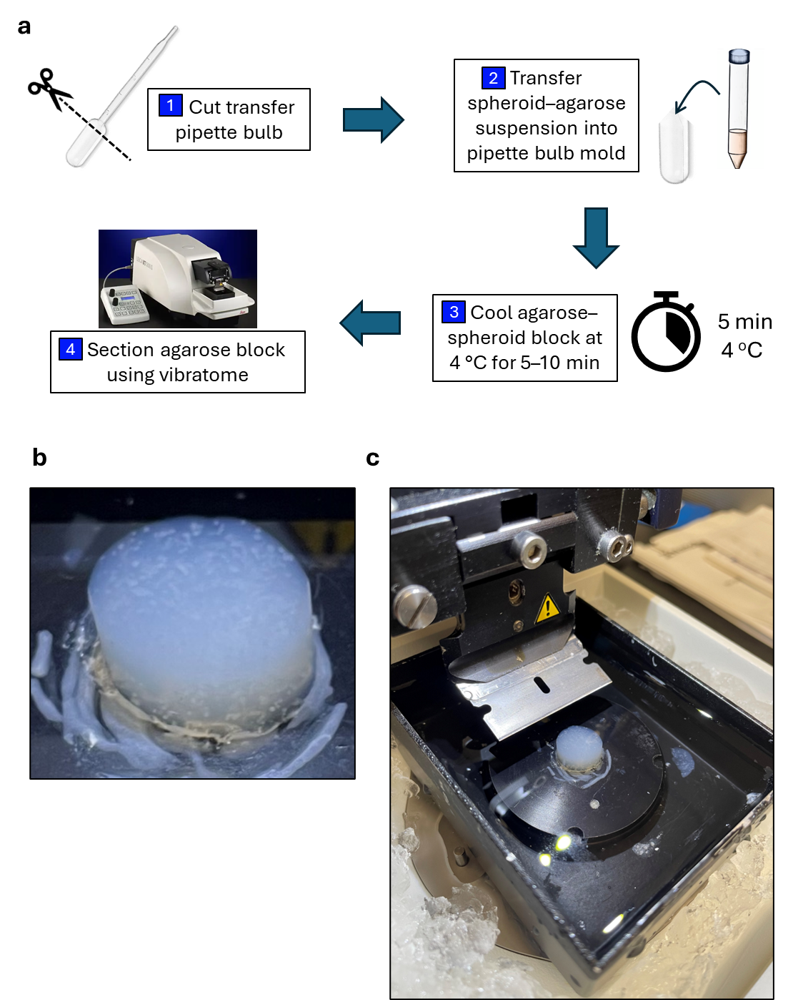 a
1 Cut transfer
pipette bulb
2 Transfer
spheroid–agarose
suspension into
pipette bulb mold
3 Cool agarose–
spheroid block at
4 °C for 5–10 min
5 min
4 °C
4 Section agarose block
using vibratome
b
c